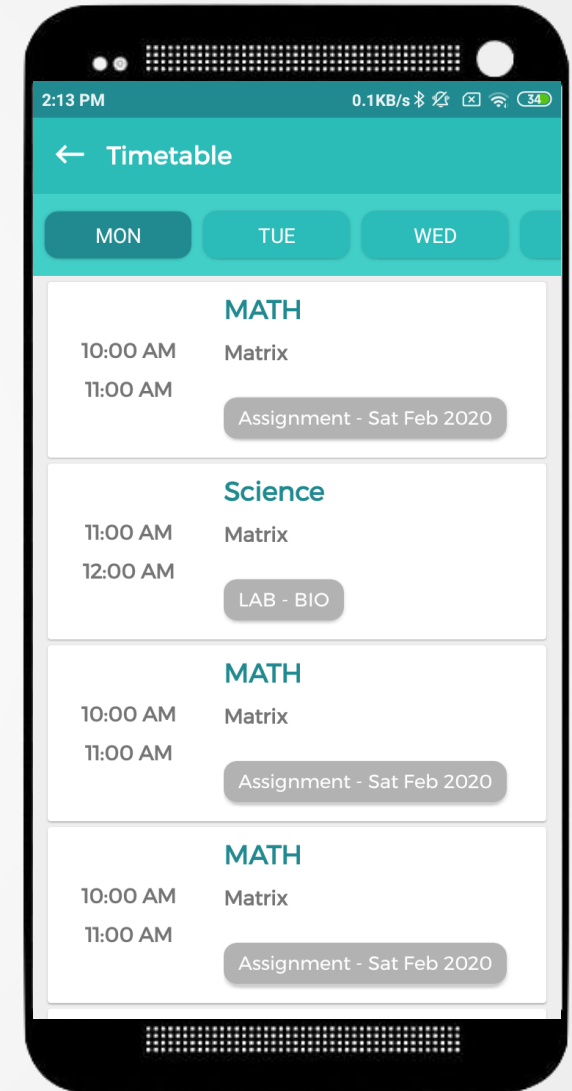 2:13 PM 0.1KB/s 34
Timetable
MON TUE WED
MATH
10:00 AM Matrix
11:00 AM
Assignment - Sat Feb 2020
Science
11:00 AM Matrix
12:00 AM
LAB - BIO
MATH
10:00 AM Matrix
11:00 AM
Assignment - Sat Feb 2020
MATH
10:00 AM Matrix
11:00 AM
Assignment - Sat Feb 2020